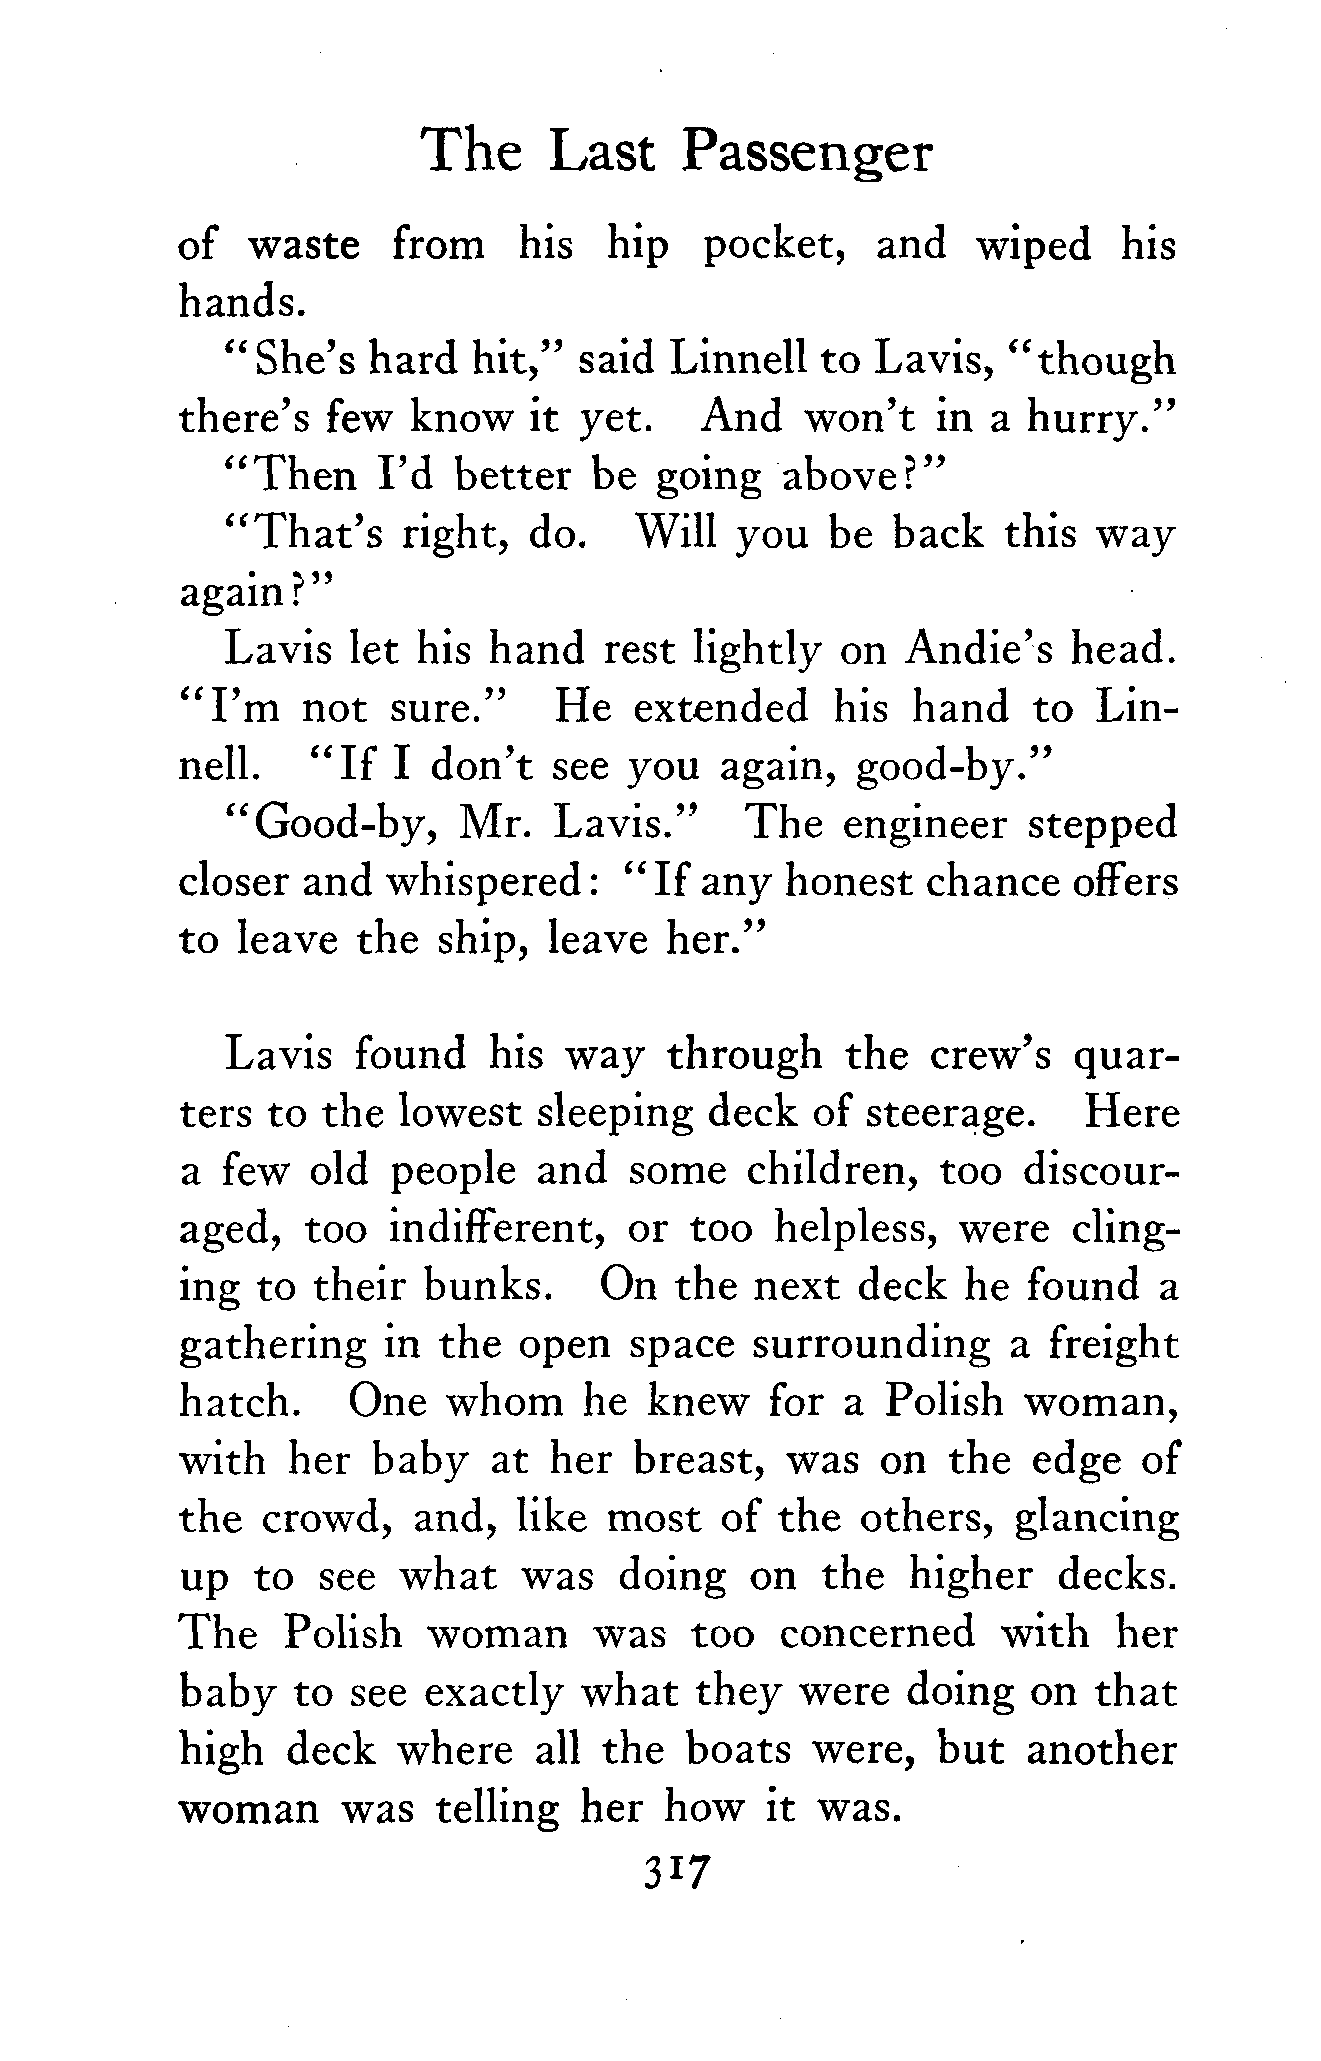 The Last Passenger
of waste from his hip pocket, and wiped his
hands.
"She's hard hit," said Linnell to Lavis, "though
there's few know it yet. And won't in a hurry."
"Then I'd better be going above?"
"That's right, do. Will you be back this way
again?"
Lavis let his hand rest lightly on Andie's head.
"I'm not sure." He extended his hand to Lin-
nell. "If I don't see you again, good-by."
"Good-by, Mr. Lavis." The engineer stepped
closer and whispered: "If any honest chance offers
to leave the ship, leave her."
Lavis found his way through the crew's quar-
ters to the lowest sleeping deck of steerage. Here
a few old people and some children, too discour-
aged, too indifferent, or too helpless, were cling-
ing to their bunks. On the next deck he found a
gathering in the open space surrounding a freight
hatch. One whom he knew for a Polish woman,
with her baby at her breast, was on the edge of
the crowd, and, like most of the others, glancing
up to see what was doing on the higher decks.
The Polish woman was too concerned with her
baby to see exactly what they were doing on that
high deck where all the boats were, but another
woman was telling her how it was.
317